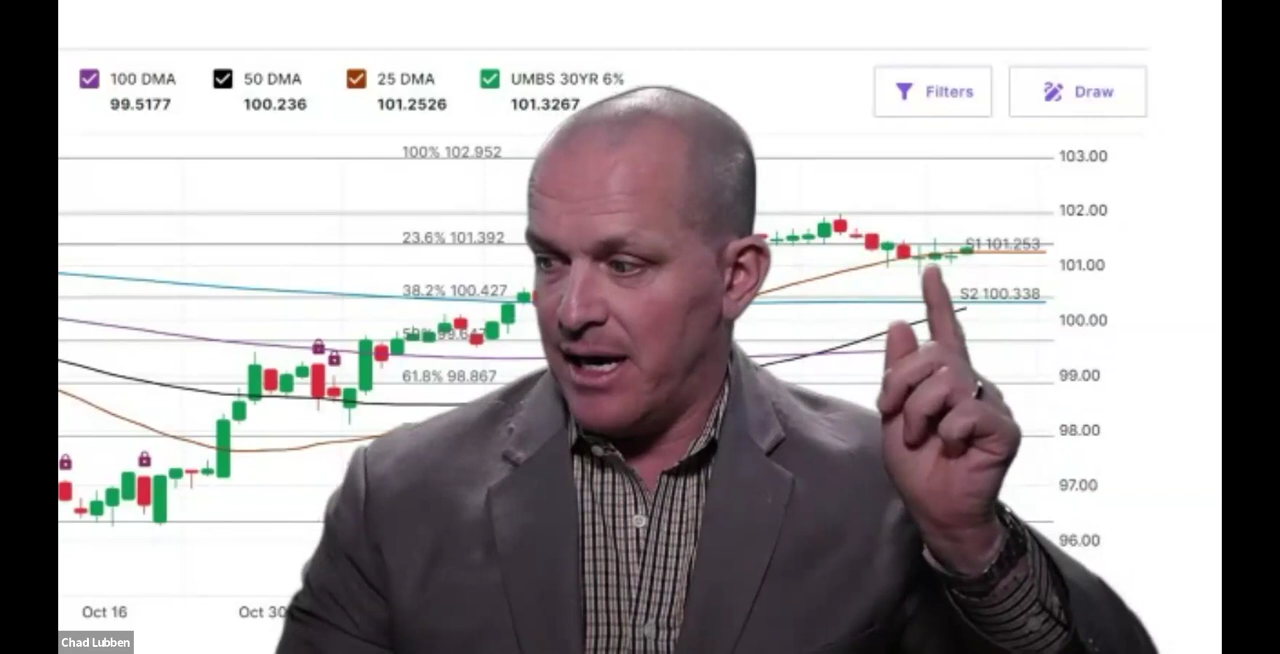 100 DMA 50 DMA 25 DMA UMBS 30YR 6%
99.5177 100.236 101.2526 101.3267
Filters Draw
100% 102.952
103.00
102.00
23.6% 101.392
S1 101.253
101.00
38.2% 100.427
S2 100.338
100.00
50% 99.647
99.00
61.8% 98.867
98.00
97.00
96.00
Oct 16 Oct 30
Chad Lubben